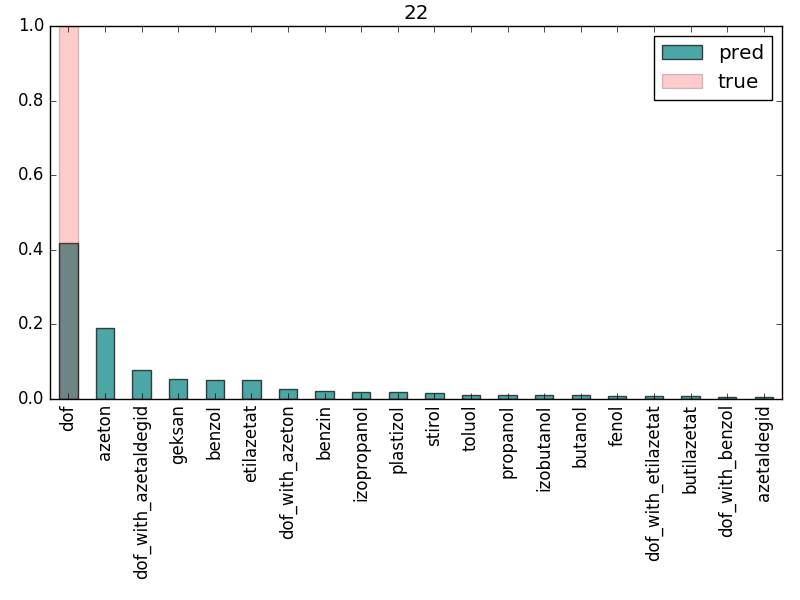 22
1.0
0.8
0.6
0.4
0.2
0.0
pred
true
dof
azeton
dof_with_azetaldegid
geksan
benzol
etilazetat
dof_with_azeton
benzin
izopropanol
plastizol
stirol
toluol
propanol
izobutanol
butanol
fenol
dof_with_etilazetat
butilazetat
dof_with_benzol
azetaldegid